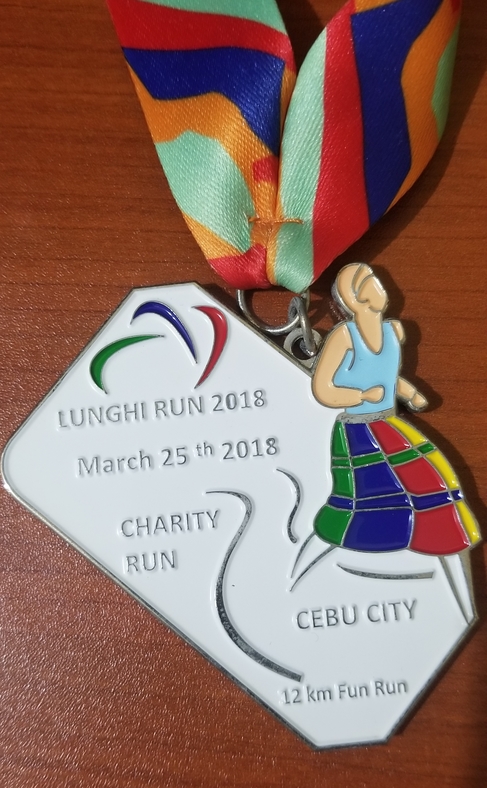 LUNGHI RUN 2018
March 25 th 2018
CHARITY
RUN
CEBU CITY
12 km Fun Run